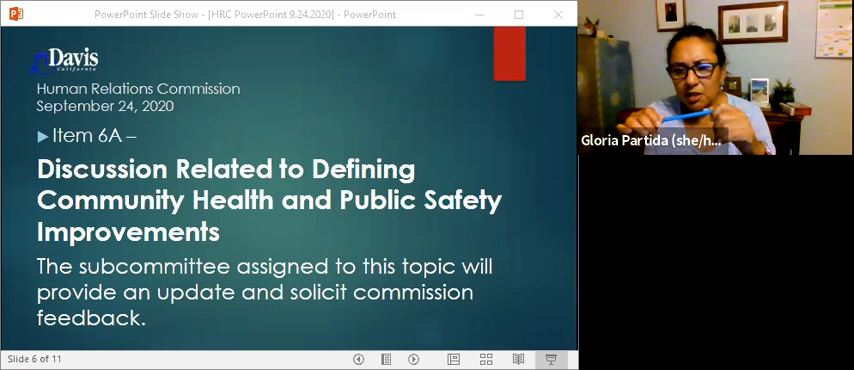 PowerPoint Slide Show - [HRC PowerPoint 9.24.2020] - PowerPoint
Davis
California
Human Relations Commission
September 24, 2020
Item 6A –
Discussion Related to Defining
Community Health and Public Safety
Improvements
The subcommittee assigned to this topic will
provide an update and solicit commission
feedback.
Slide 6 of 11
Gloria Partida (she/h...